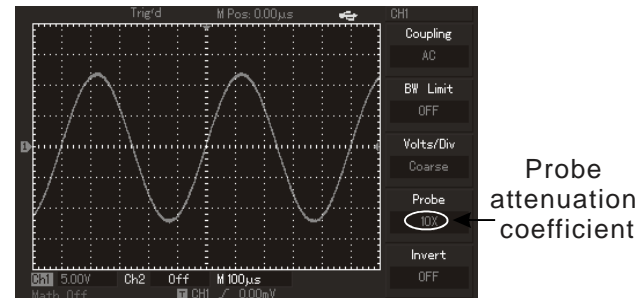 Trig'd M Pos: 0.00μs CH1
Coupling
AC
BW Limit
OFF
Volts/Div
Coarse
Probe
10X
Invert
OFF
1
Ch1 5.00V Ch2 Off M 100μs
Math Off T CH1 0.00mV
Probe
attenuation
coefficient